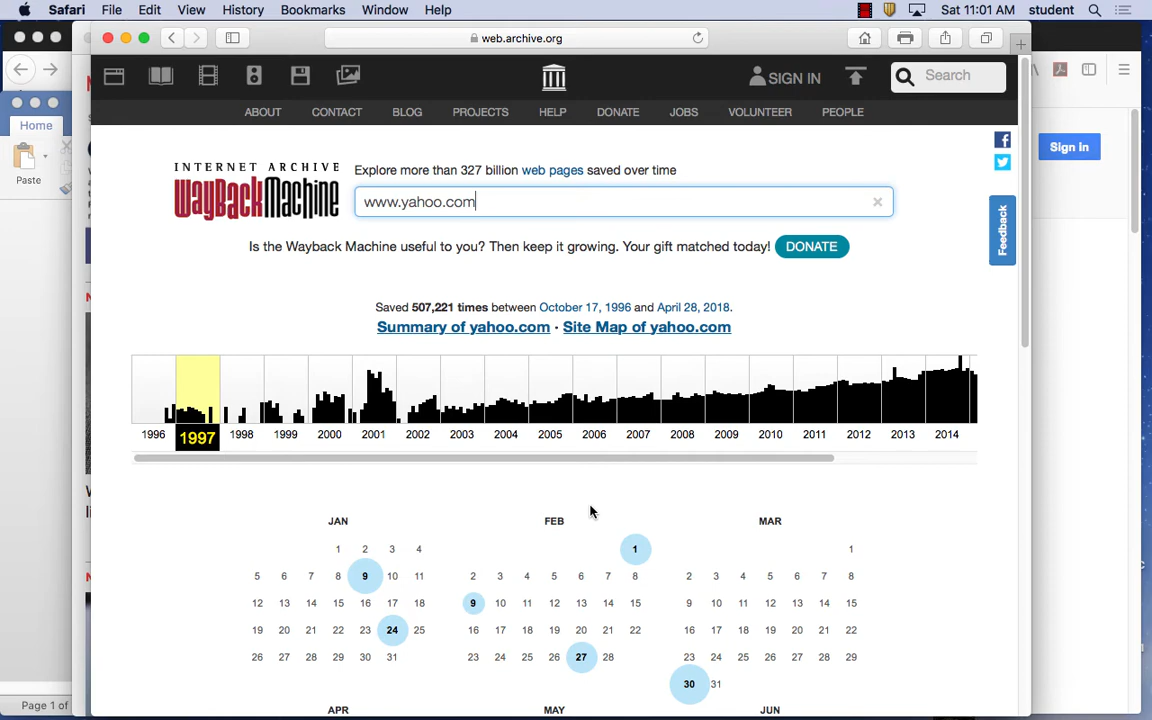 Safari File Edit View History Bookmarks Window Help Sat 11:01 AM student
web.archive.org
SIGN IN Search
ABOUT CONTACT BLOG PROJECTS HELP DONATE JOBS VOLUNTEER PEOPLE
Home
Paste
Sign in
INTERNET ARCHIVE
WayBackMachine
Explore more than 327 billion web pages saved over time
www.yahoo.com
Feedback
Is the Wayback Machine useful to you? Then keep it growing. Your gift matched today! DONATE
Saved 507,221 times between October 17, 1996 and April 28, 2018.
Summary of yahoo.com · Site Map of yahoo.com
1996 1997 1998 1999 2000 2001 2002 2003 2004 2005 2006 2007 2008 2009 2010 2011 2012 2013 2014
JAN FEB MAR
1 2 3 4 1 1
5 6 7 8 9 10 11 2 3 4 5 6 7 8 2 3 4 5 6 7 8
12 13 14 15 16 17 18 9 10 11 12 13 14 15 9 10 11 12 13 14 15
19 20 21 22 23 24 25 16 17 18 19 20 21 22 16 17 18 19 20 21 22
26 27 28 29 30 31 23 24 25 26 27 28 23 24 25 26 27 28 29
30 31
APR MAY JUN
Page 1 of